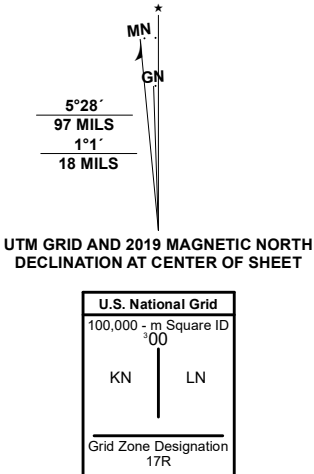 ★
MN
GN
5°28´
97 MILS
1°1´
18 MILS
UTM GRID AND 2019 MAGNETIC NORTH
DECLINATION AT CENTER OF SHEET
U.S. National Grid
100,000 - m Square ID
³00
KN LN
Grid Zone Designation
17R